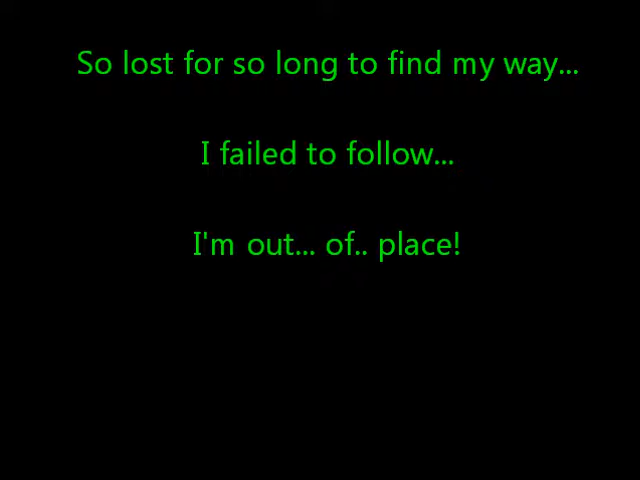 So lost for so long to find my way...
I failed to follow...
I'm out... of.. place!